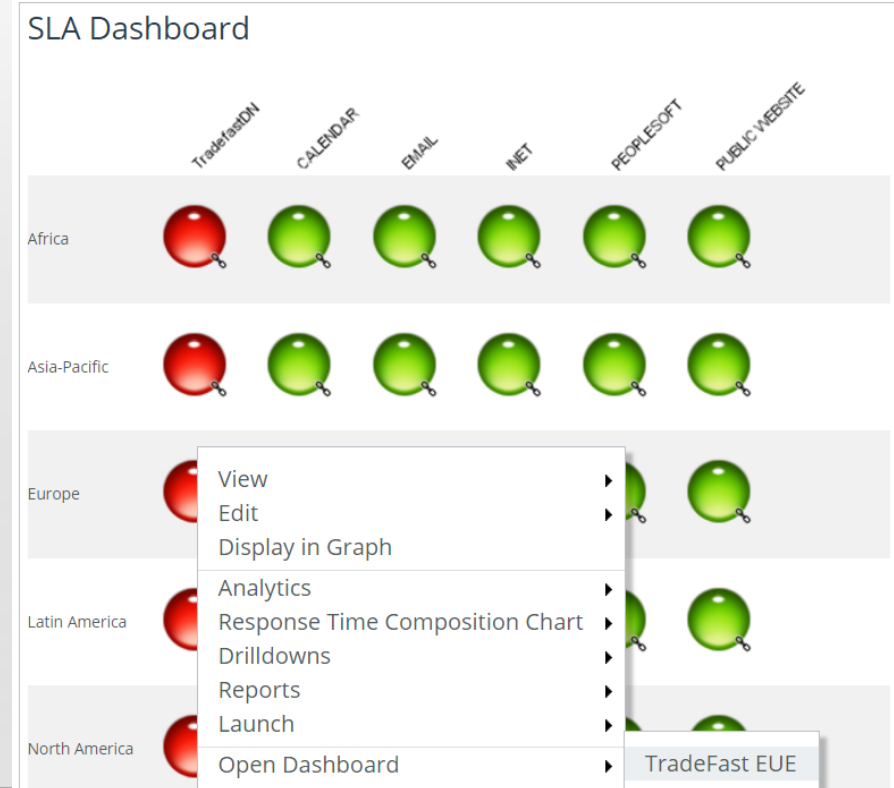 SLA Dashboard
TradefastDN
CALENDAR
EMAIL
INET
PEOPLESOFT
PUBLIC WEBSITE
Africa
Asia-Pacific
Europe
Latin America
North America
View
Edit
Display in Graph
Analytics
Response Time Composition Chart
Drilldowns
Reports
Launch
Open Dashboard
TradeFast EUE